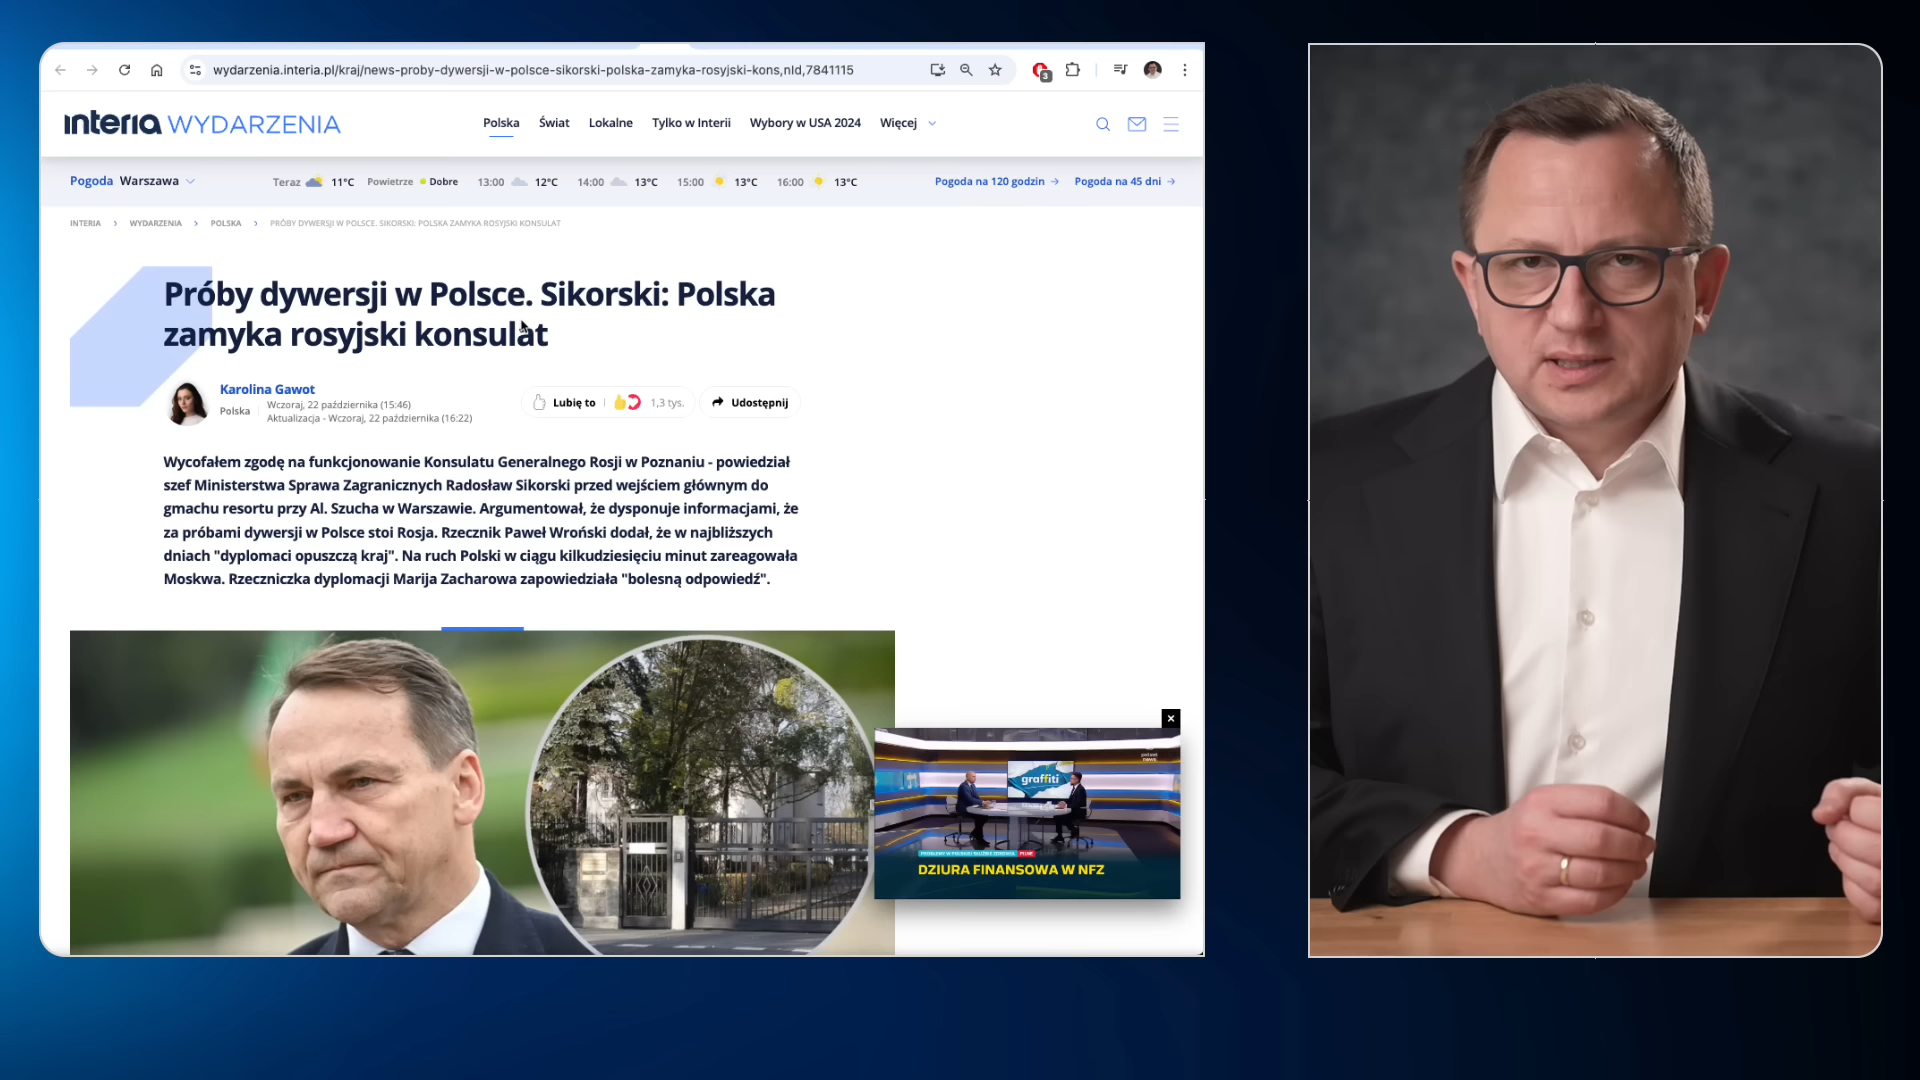 wydarzenia.interia.pl/kraj/news-proby-dywersji-w-polsce-sikorski-polska-zamyka-rosyjski-kons,nId,7841115
3
interia WYDARZENIA
Polska Świat Lokalne Tylko w Interii Wybory w USA 2024 Więcej
Pogoda Warszawa Teraz 11°C Powietrze Dobre 13:00 12°C 14:00 13°C 15:00 13°C 16:00 13°C Pogoda na 120 godzin → Pogoda na 45 dni →
INTERIA > WYDARZENIA > POLSKA > PRÓBY DYWERSJI W POLSCE. SIKORSKI: POLSKA ZAMYKA ROSYJSKI KONSULAT
Próby dywersji w Polsce. Sikorski: Polska
zamyka rosyjski konsulat
Karolina Gawot
Polska
Wczoraj, 22 października (15:46)
Aktualizacja - Wczoraj, 22 października (16:22)
Lubię to 1,3 tys. Udostępnij
Wycofałem zgodę na funkcjonowanie Konsulatu Generalnego Rosji w Poznaniu - powiedział
szef Ministerstwa Sprawa Zagranicznych Radosław Sikorski przed wejściem głównym do
gmachu resortu przy Al. Szucha w Warszawie. Argumentował, że dysponuje informacjami, że
za próbami dywersji w Polsce stoi Rosja. Rzecznik Paweł Wroński dodał, że w najbliższych
dniach "dyplomaci opuszczą kraj". Na ruch Polski w ciągu kilkudziesięciu minut zareagowała
Moskwa. Rzeczniczka dyplomacji Marija Zacharowa zapowiedziała "bolesną odpowiedź".
polsat
news
graffiti
DZIURA FINANSOWA W NFZ